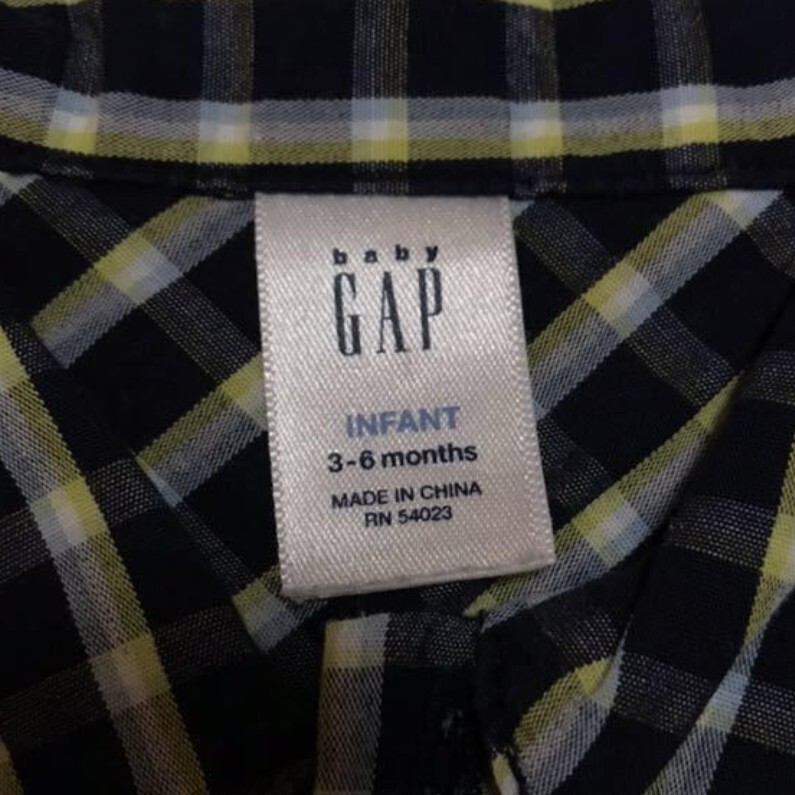 baby
GAP
INFANT
3-6 months
MADE IN CHINA
RN 54023